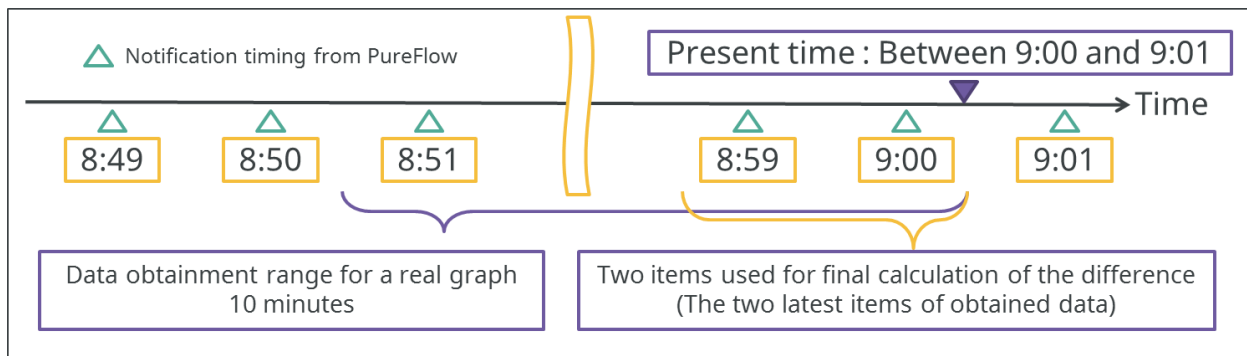 Notification timing from PureFlow
Present time : Between 9:00 and 9:01
Time
8:49
8:50
8:51
8:59
9:00
9:01
Data obtainment range for a real graph
10 minutes
Two items used for final calculation of the difference
(The two latest items of obtained data)